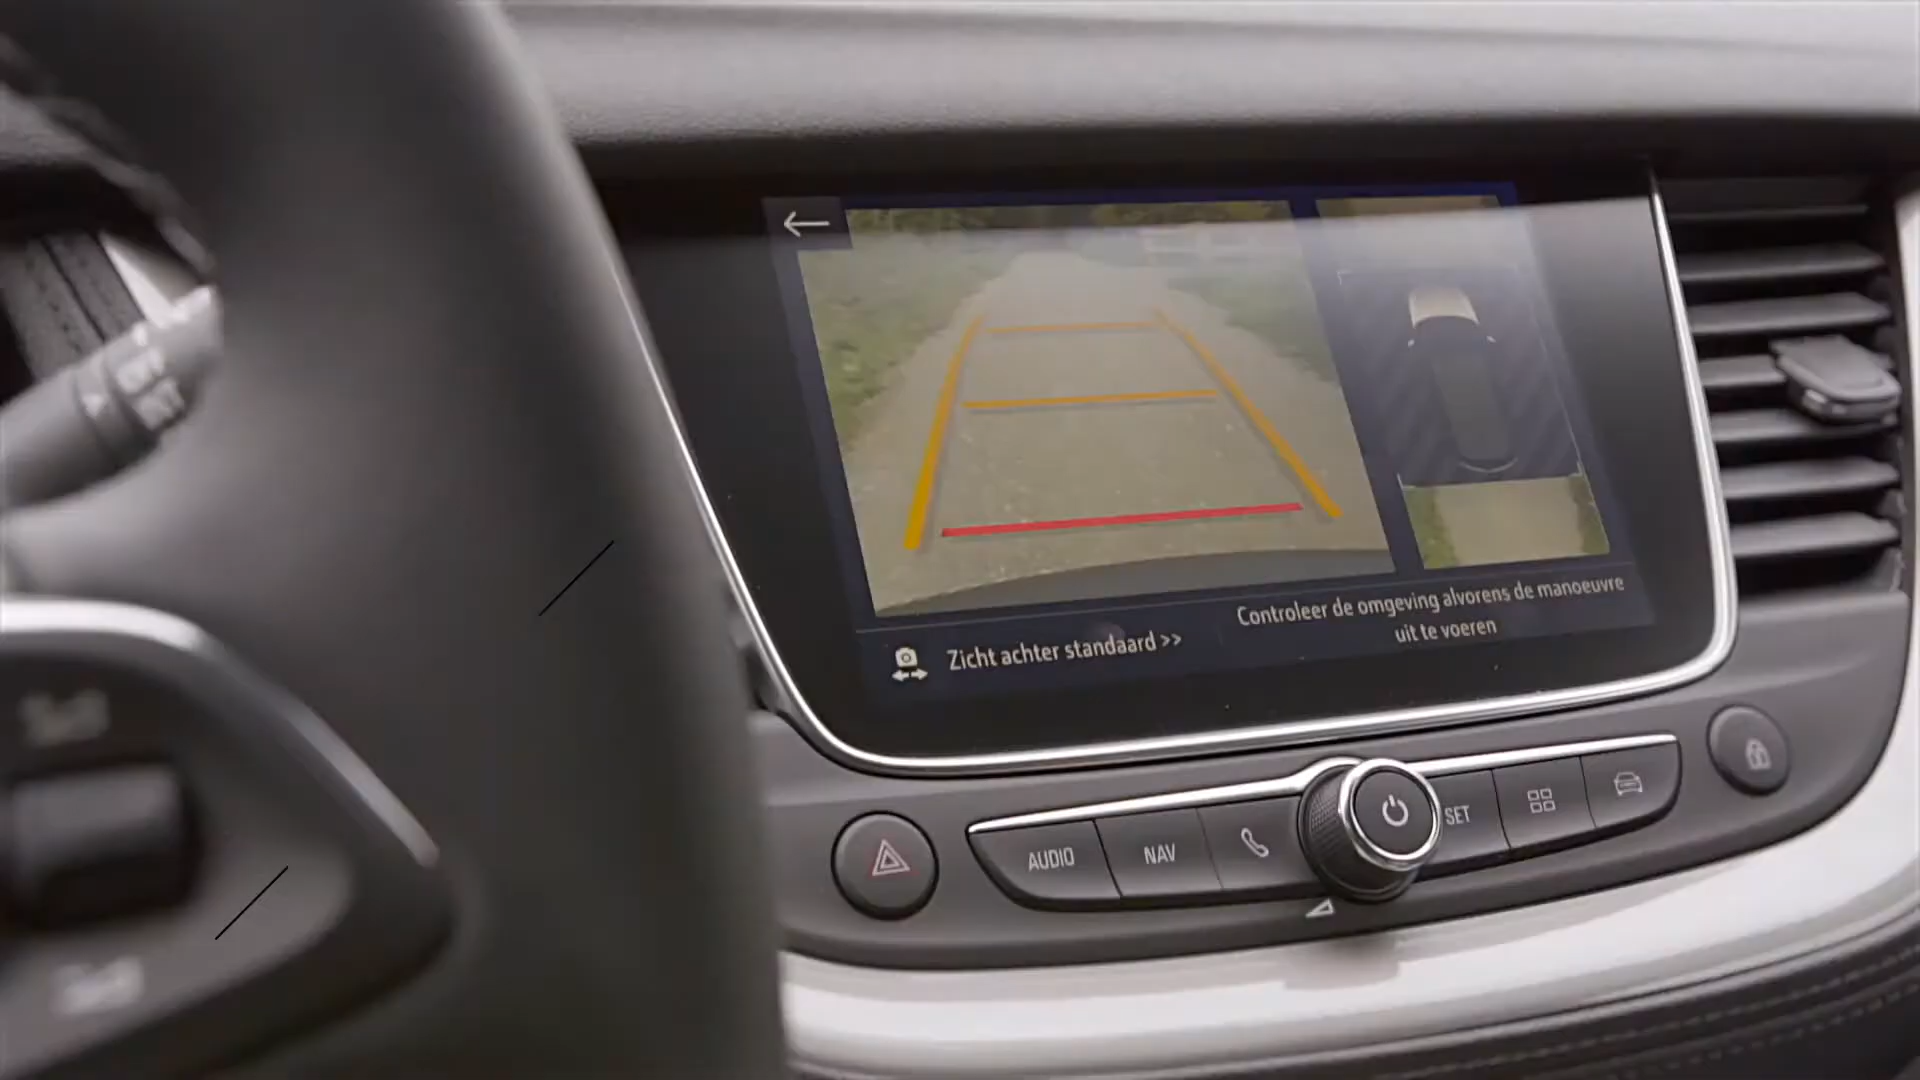 Zicht achter standaard >>
Controleer de omgeving alvorens de manoeuvre
uit te voeren
AUDIO
NAV
SET